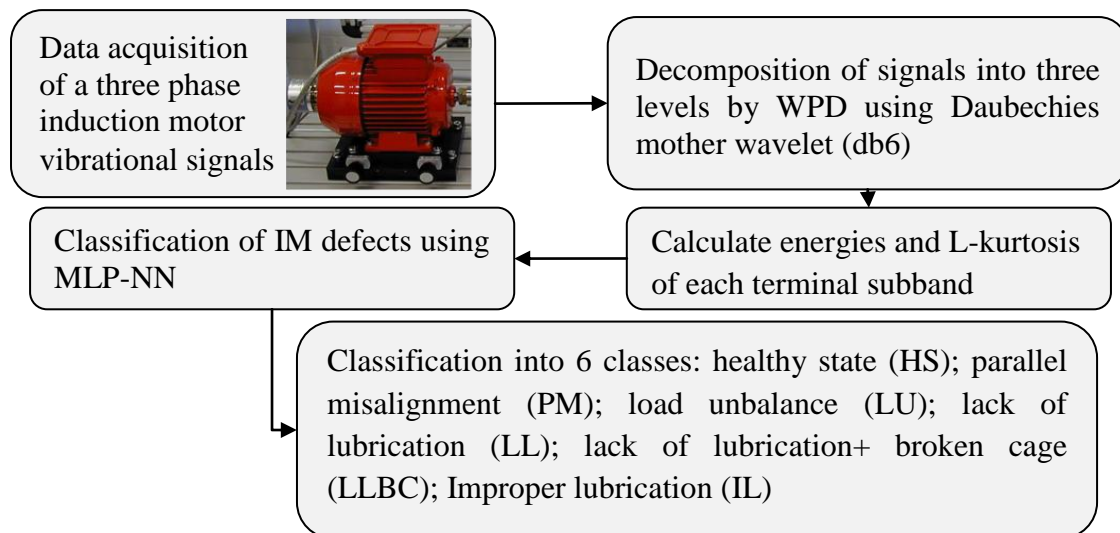 Data acquisition
of a three phase
induction motor
vibrational signals
Decomposition of signals into three
levels by WPD using Daubechies
mother wavelet (db6)
Calculate energies and L-kurtosis
of each terminal subband
Classification of IM defects using
MLP-NN
Classification into 6 classes: healthy state (HS); parallel
misalignment (PM); load unbalance (LU); lack of
lubrication (LL); lack of lubrication+ broken cage
(LLBC); Improper lubrication (IL)